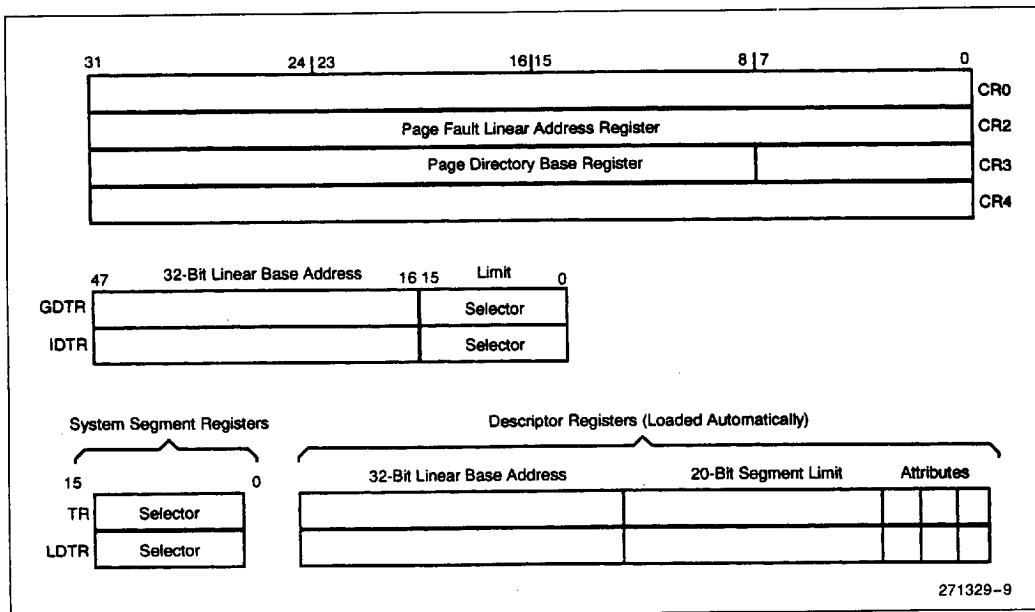 31 24 23 16 15 8 7 0
CR0
Page Fault Linear Address Register CR2
Page Directory Base Register CR3
CR4
47 32-Bit Linear Base Address 16 15 Limit 0
GDTR Selector
IDTR Selector
System Segment Registers Descriptor Registers (Loaded Automatically)
15 0 32-Bit Linear Base Address 20-Bit Segment Limit Attributes
TR Selector
LDTR Selector
271329-9